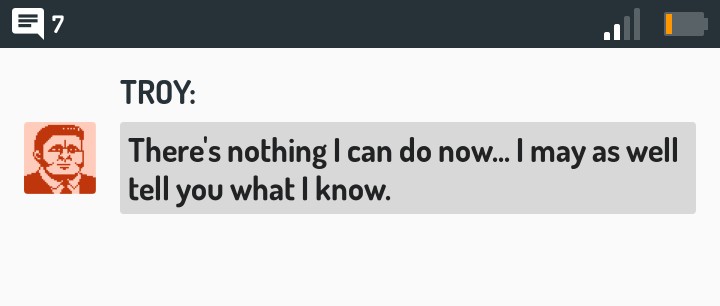 7
TROY:
There's nothing I can do now... I may as well
tell you what I know.